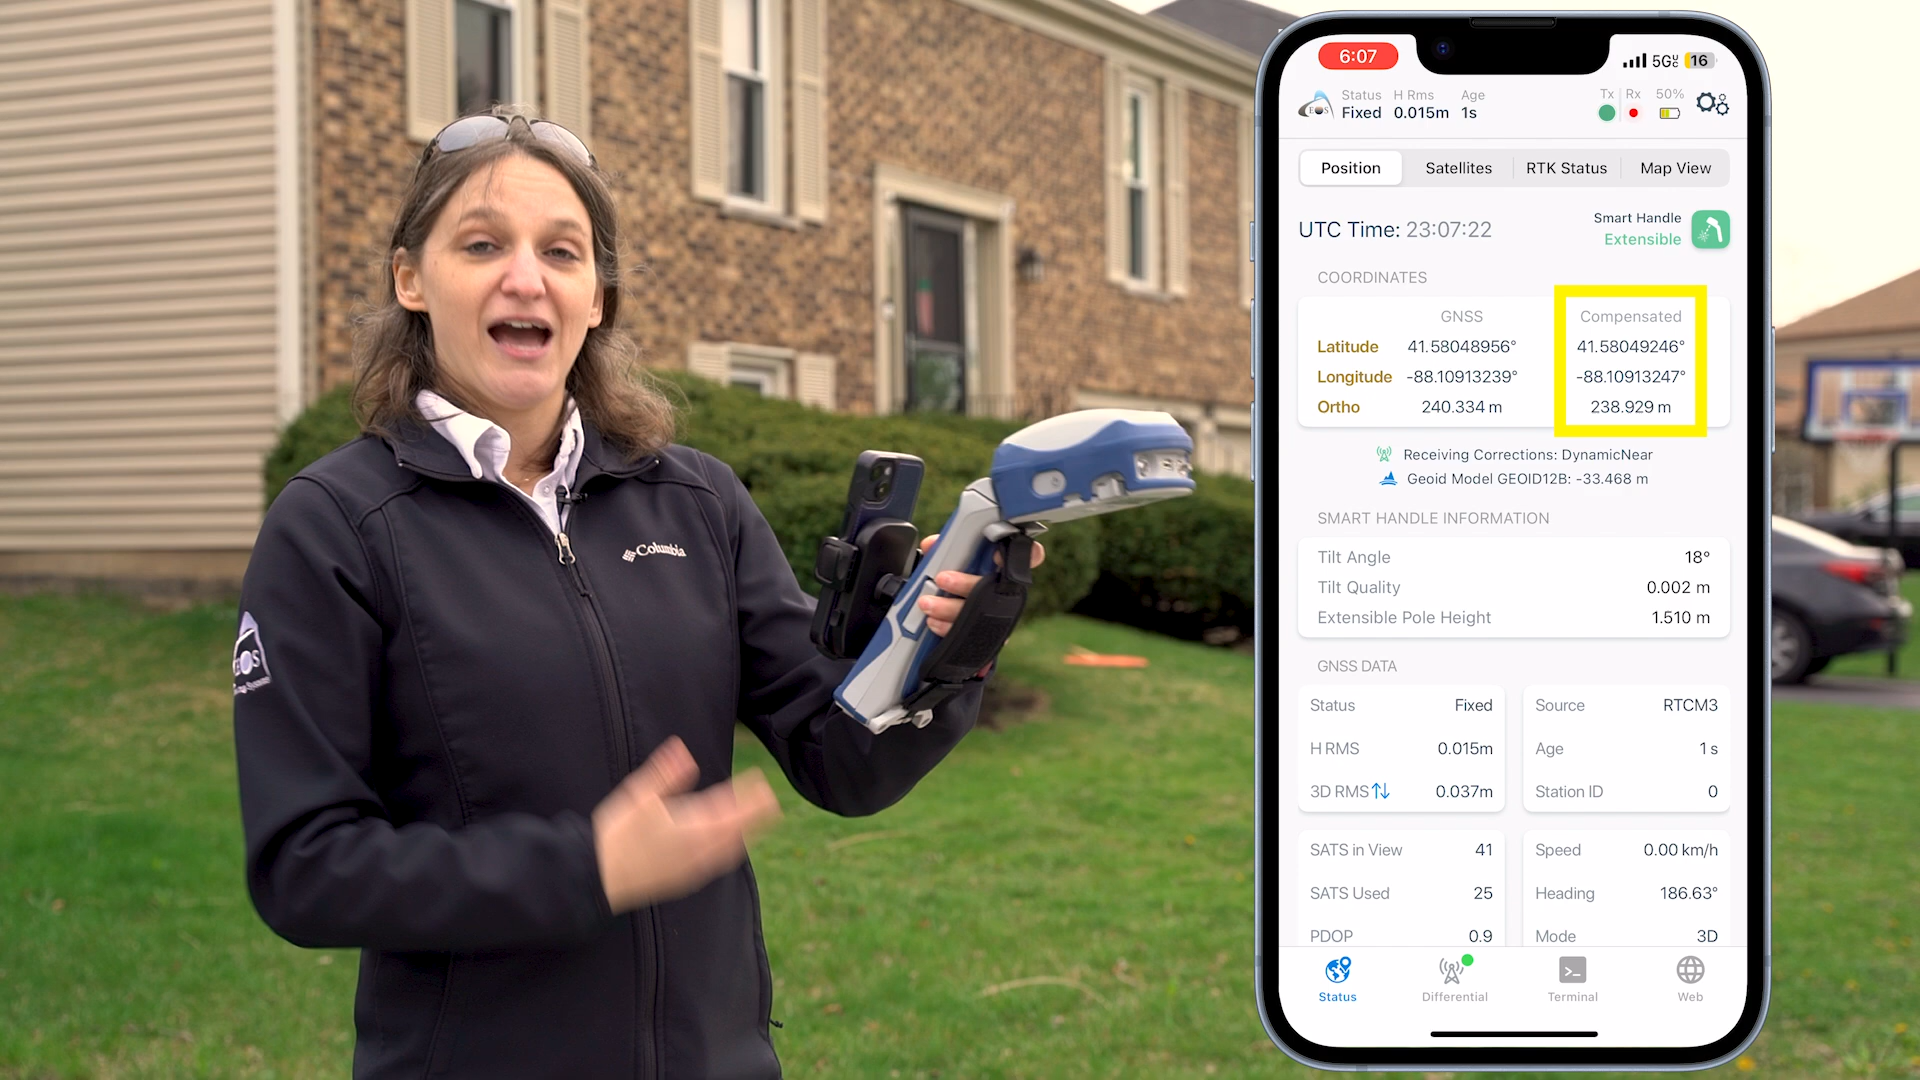 Columbia
EOS
6:07
5G
16
EOS
Status H Rms Age
Fixed 0.015m 1s
Tx Rx 50%
Position Satellites RTK Status Map View
UTC Time: 23:07:22
Smart Handle
Extensible
COORDINATES
GNSS Compensated
Latitude 41.58048956° 41.58049246°
Longitude -88.10913239° -88.10913247°
Ortho 240.334 m 238.929 m
Receiving Corrections: DynamicNear
Geoid Model GEOID12B: -33.468 m
SMART HANDLE INFORMATION
Tilt Angle 18°
Tilt Quality 0.002 m
Extensible Pole Height 1.510 m
GNSS DATA
Status Fixed Source RTCM3
H RMS 0.015m Age 1 s
3D RMS 0.037m Station ID 0
SATS in View 41 Speed 0.00 km/h
SATS Used 25 Heading 186.63°
PDOP 0.9 Mode 3D
Status Differential Terminal Web